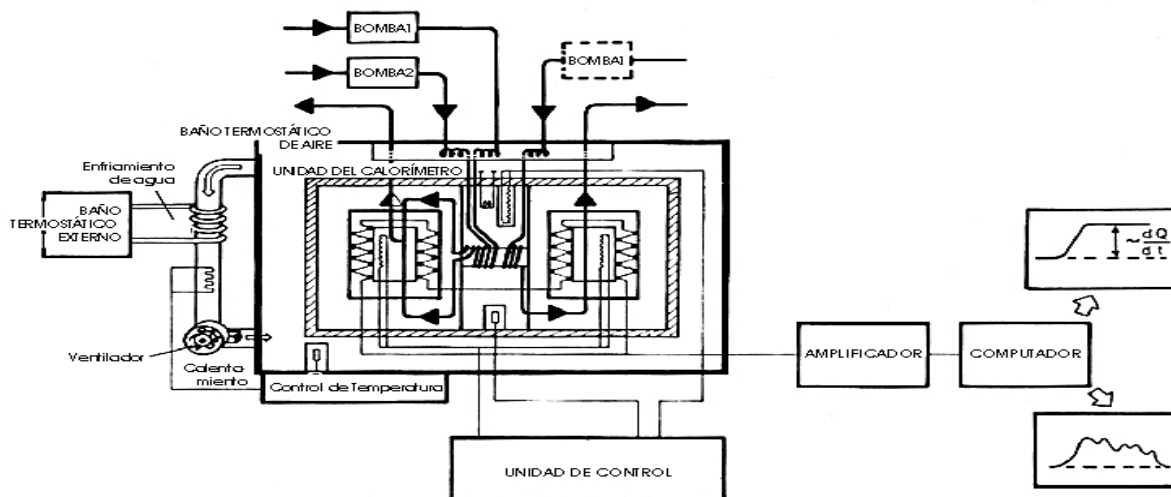 BOMBA1
BOMBA2
BOMBA1
BAÑO TERMOSTÁTICO
DE AIRE
UNIDAD DEL CALORÍMETRO
Enfriamiento
de agua
BAÑO
TERMOSTÁTICO
EXTERNO
Ventilador
Calenta
miento
Control de Temperatura
AMPLIFICADOR
COMPUTADOR
~dQ
dt
UNIDAD DE CONTROL